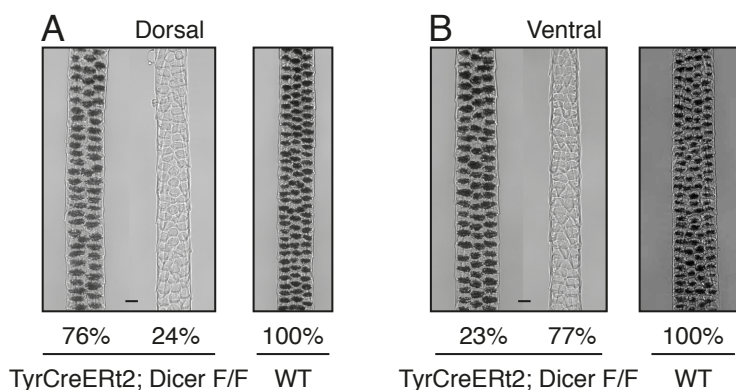 A Dorsal
B Ventral
76% 24% 100%
23% 77% 100%
TyrCreERt2; Dicer F/F WT
TyrCreERt2; Dicer F/F WT